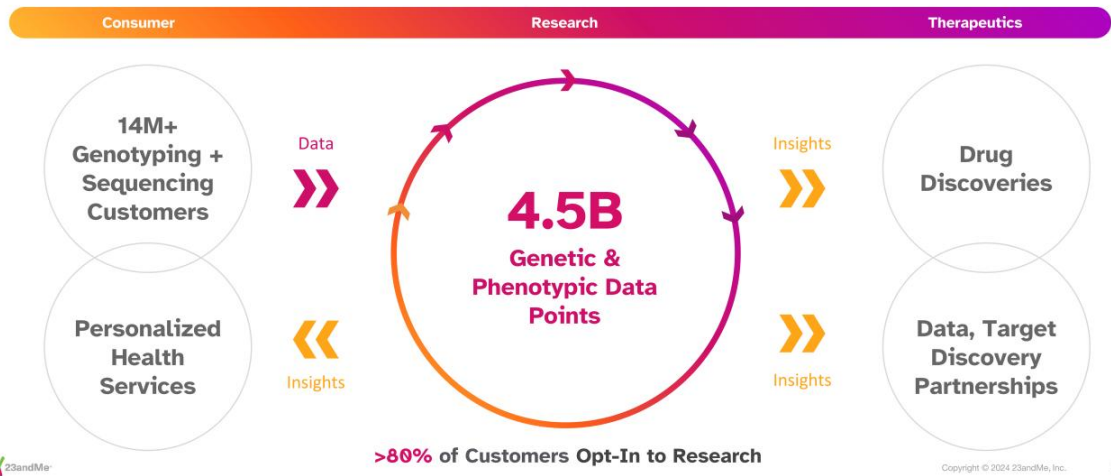 Consumer
Research
Therapeutics
14M+
Genotyping +
Sequencing
Customers
Data
Personalized
Health
Services
Insights
4.5B
Genetic &
Phenotypic Data
Points
Insights
Drug
Discoveries
Insights
Data, Target
Discovery
Partnerships
>80% of Customers Opt-In to Research
23andMe
Copyright © 2024 23andMe, Inc.